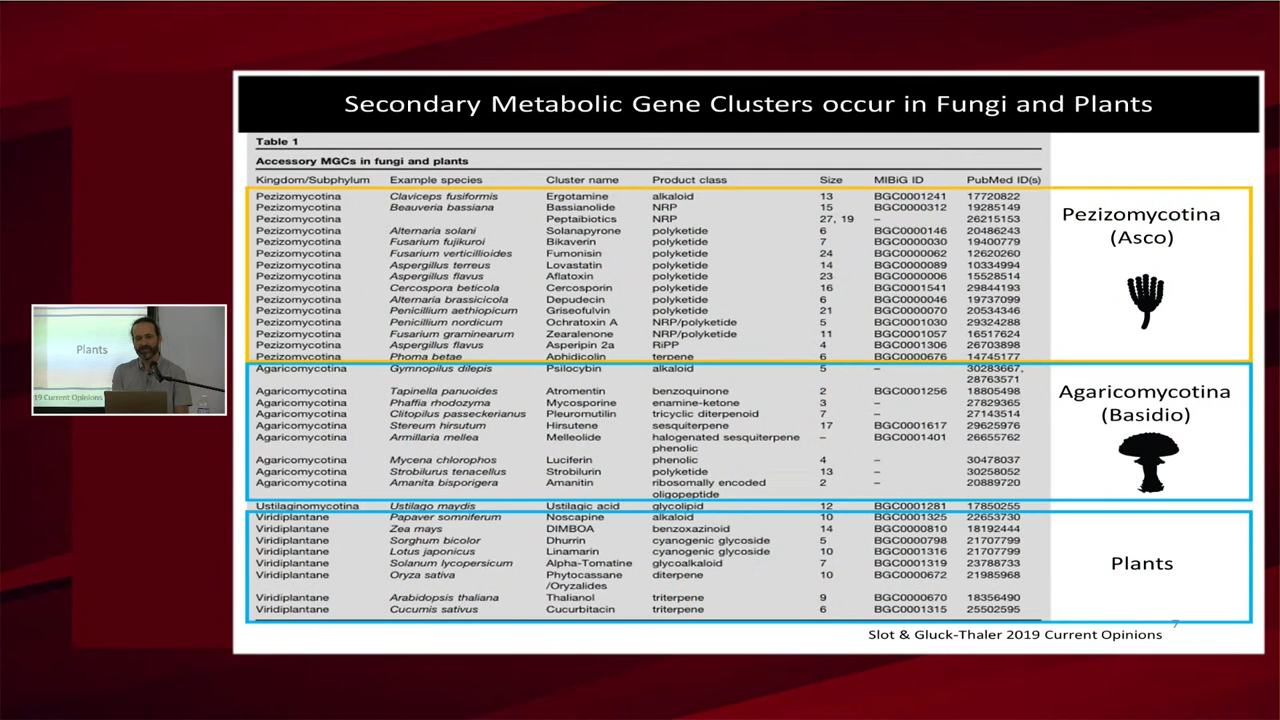 Secondary Metabolic Gene Clusters occur in Fungi and Plants
Table 1
Accessory MGCs in fungi and plants
Kingdom/Subphylum Example species Cluster name Product class Size MIBiG ID PubMed ID(s)
Pezizomycotina Claviceps fusiformis Ergotamine alkaloid 13 BGC0001241 17720822
Pezizomycotina Beauveria bassiana Bassianolide NRP 15 BGC0000312 19285149
Pezizomycotina Peptaibiotics NRP 27, 19 – 26215153
Pezizomycotina Alternaria solani Solanapyrone polyketide 6 BGC0000146 20486243
Pezizomycotina Fusarium fujikuroi Bikaverin polyketide 7 BGC0000030 19400779
Pezizomycotina Fusarium verticillioides Fumonisin polyketide 24 BGC0000062 12620260
Pezizomycotina Aspergillus terreus Lovastatin polyketide 14 BGC0000089 10334994
Pezizomycotina Aspergillus flavus Aflatoxin polyketide 23 BGC0000006 15528514
Pezizomycotina Cercospora beticola Cercosporin polyketide 16 BGC0001541 29844193
Pezizomycotina Alternaria brassicicola Depudecin polyketide 6 BGC0000046 19737099
Pezizomycotina Penicillium aethiopicum Griseofulvin polyketide 21 BGC0000070 20534346
Pezizomycotina Penicillium nordicum Ochratoxin A NRP/polyketide 5 BGC0001030 29324288
Pezizomycotina Fusarium graminearum Zearalenone NRP/polyketide 11 BGC0001057 16517624
Pezizomycotina Aspergillus flavus Asperipin 2a RiPP 4 BGC0001306 26703898
Pezizomycotina Phoma betae Aphidicolin terpene 6 BGC0000676 14745177
Pezizomycotina
(Asco)
Agaricomycotina Gymnopilus dilepis Psilocybin alkaloid 5 – 30283667,
28763571
Agaricomycotina Tapinella panuoides Atromentin benzoquinone 2 BGC0001256 18805498
Agaricomycotina Phaffia rhodozyma Mycosporine enamine-ketone 3 – 27829365
Agaricomycotina Clitopilus passeckerianus Pleuromutilin tricyclic diterpenoid 7 – 27143514
Agaricomycotina Stereum hirsutum Hirsutene sesquiterpene 17 BGC0001617 29625976
Agaricomycotina Armillaria mellea Melleolide halogenated sesquiterpene – BGC0001401 26655762
phenolic
Agaricomycotina Mycena chlorophos Luciferin phenolic 4 – 30478037
Agaricomycotina Strobilurus tenacellus Strobilurin polyketide 13 – 30258052
Agaricomycotina Amanita bisporigera Amanitin ribosomally encoded 2 – 20889720
oligopeptide
Agaricomycotina
(Basidio)
Ustilaginomycotina Ustilago maydis Ustilagic acid glycolipid 12 BGC0001281 17850255
Viridiplantane Papaver somniferum Noscapine alkaloid 10 BGC0001325 22653730
Viridiplantane Zea mays DIMBOA benzoxazinoid 14 BGC0000810 18192444
Viridiplantane Sorghum bicolor Dhurrin cyanogenic glycoside 5 BGC0000798 21707799
Viridiplantane Lotus japonicus Linamarin cyanogenic glycoside 10 BGC0001316 21707799
Viridiplantane Solanum lycopersicum Alpha-Tomatine glycoalkaloid 7 BGC0001319 23788733
Viridiplantane Oryza sativa Phytocassane diterpene 10 BGC0000672 21985968
/Oryzalides
Viridiplantane Arabidopsis thaliana Thalianol triterpene 9 BGC0000670 18356490
Viridiplantane Cucumis sativus Cucurbitacin triterpene 6 BGC0001315 25502595
Plants
7
Slot & Gluck-Thaler 2019 Current Opinions
Plants
19 Current Opinions